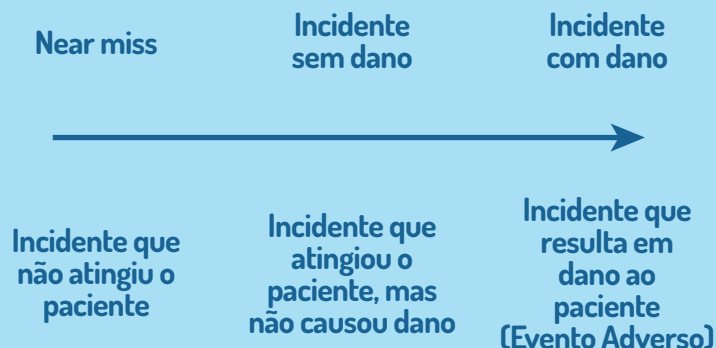 Near miss
Incidente
sem dano
Incidente
com dano
Incidente que
não atingiu o
paciente
Incidente que
atingiou o
paciente, mas
não causou dano
Incidente que
resulta em
dano ao
paciente
(Evento Adverso)